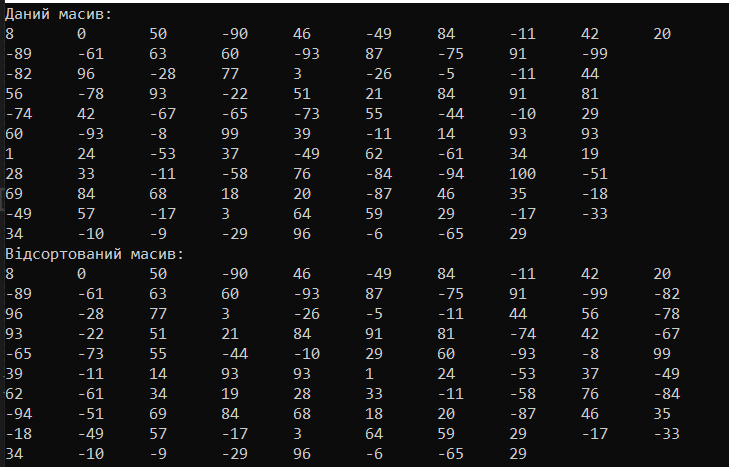 Даний масив:
8 0 50 -90 46 -49 84 -11 42 20
-89 -61 63 60 -93 87 -75 91 -99
-82 96 -28 77 3 -26 -5 -11 44
56 -78 93 -22 51 21 84 91 81
-74 42 -67 -65 -73 55 -44 -10 29
60 -93 -8 99 39 -11 14 93 93
1 24 -53 37 -49 62 -61 34 19
28 33 -11 -58 76 -84 -94 100 -51
69 84 68 18 20 -87 46 35 -18
-49 57 -17 3 64 59 29 -17 -33
34 -10 -9 -29 96 -6 -65 29
Відсортований масив:
8 0 50 -90 46 -49 84 -11 42 20
-89 -61 63 60 -93 87 -75 91 -99 -82
96 -28 77 3 -26 -5 -11 44 56 -78
93 -22 51 21 84 91 81 -74 42 -67
-65 -73 55 -44 -10 29 60 -93 -8 99
39 -11 14 93 93 1 24 -53 37 -49
62 -61 34 19 28 33 -11 -58 76 -84
-94 -51 69 84 68 18 20 -87 46 35
-18 -49 57 -17 3 64 59 29 -17 -33
34 -10 -9 -29 96 -6 -65 29